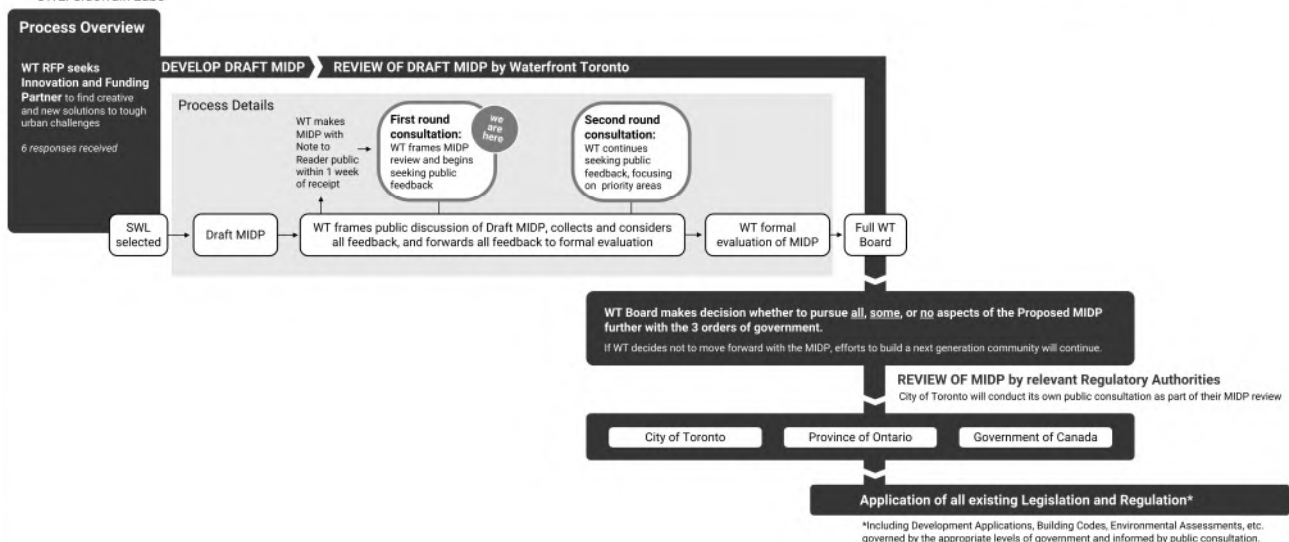 Process Overview
WT RFP seeks
Innovation and Funding
Partner to find creative
and new solutions to tough
urban challenges
6 responses received
DEVELOP DRAFT MIDP
REVIEW OF DRAFT MIDP by Waterfront Toronto
Process Details
WT makes
MIDP with
Note to
Reader public
within 1 week
of receipt
First round
consultation:
WT frames MIDP
review and begins
seeking public
feedback
we
are
here
Second round
consultation:
WT continues
seeking public
feedback, focusing
on priority areas
SWL
selected
Draft MIDP
WT frames public discussion of Draft MIDP, collects and considers
all feedback, and forwards all feedback to formal evaluation
WT formal
evaluation of MIDP
Full WT
Board
WT Board makes decision whether to pursue all, some, or no aspects of the Proposed MIDP
further with the 3 orders of government.
If WT decides not to move forward with the MIDP, efforts to build a next generation community will continue.
REVIEW OF MIDP by relevant Regulatory Authorities
City of Toronto will conduct its own public consultation as part of their MIDP review
City of Toronto
Province of Ontario
Government of Canada
Application of all existing Legislation and Regulation*
*Including Development Applications, Building Codes, Environmental Assessments, etc.
governed by the appropriate levels of government and informed by public consultation.